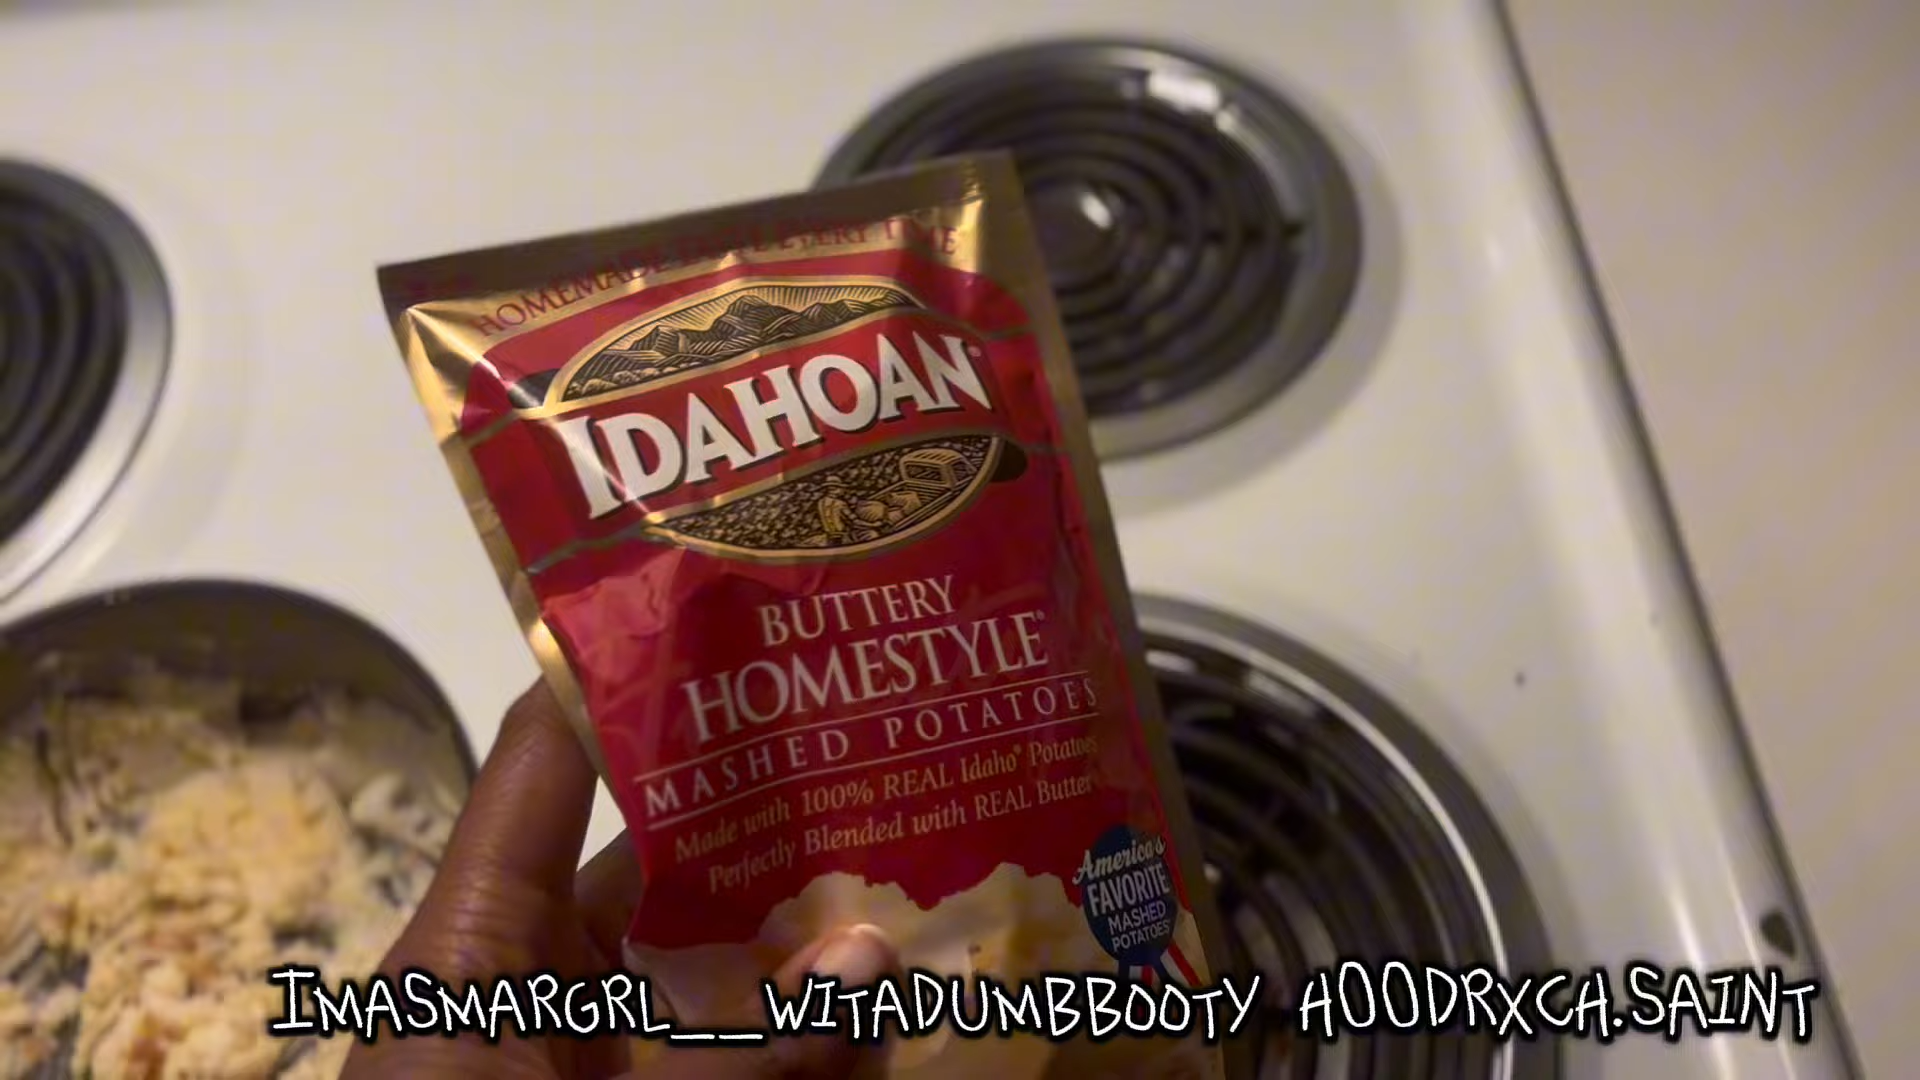 HOMEMADE TASTE EVERY TIME
IDAHOAN®
BUTTERY
HOMESTYLE®
MASHED POTATOES
Made with 100% REAL Idaho® Potatoes
Perfectly Blended with REAL Butter
America's
FAVORITE
MASHED
POTATOES
IMASMARGRL__WITADUMBBOOTY HOODRXCH.SAINT